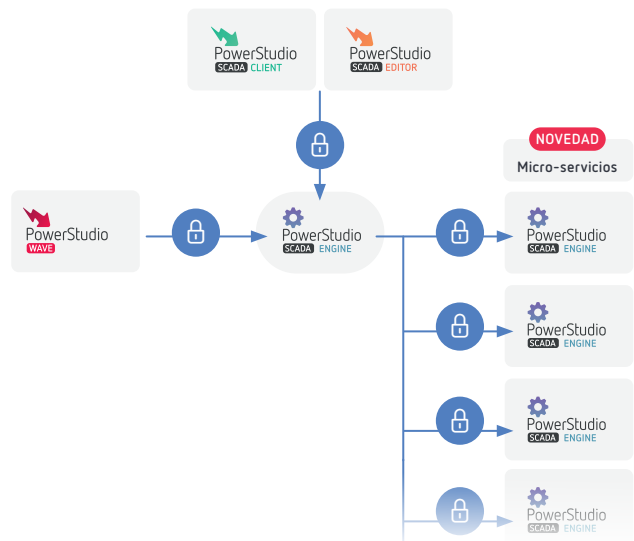 PowerStudio
SCADA CLIENT
PowerStudio
SCADA EDITOR
NOVEDAD
Micro-servicios
PowerStudio
WAVE
PowerStudio
SCADA ENGINE
PowerStudio
SCADA ENGINE
PowerStudio
SCADA ENGINE
PowerStudio
SCADA ENGINE
PowerStudio
SCADA ENGINE